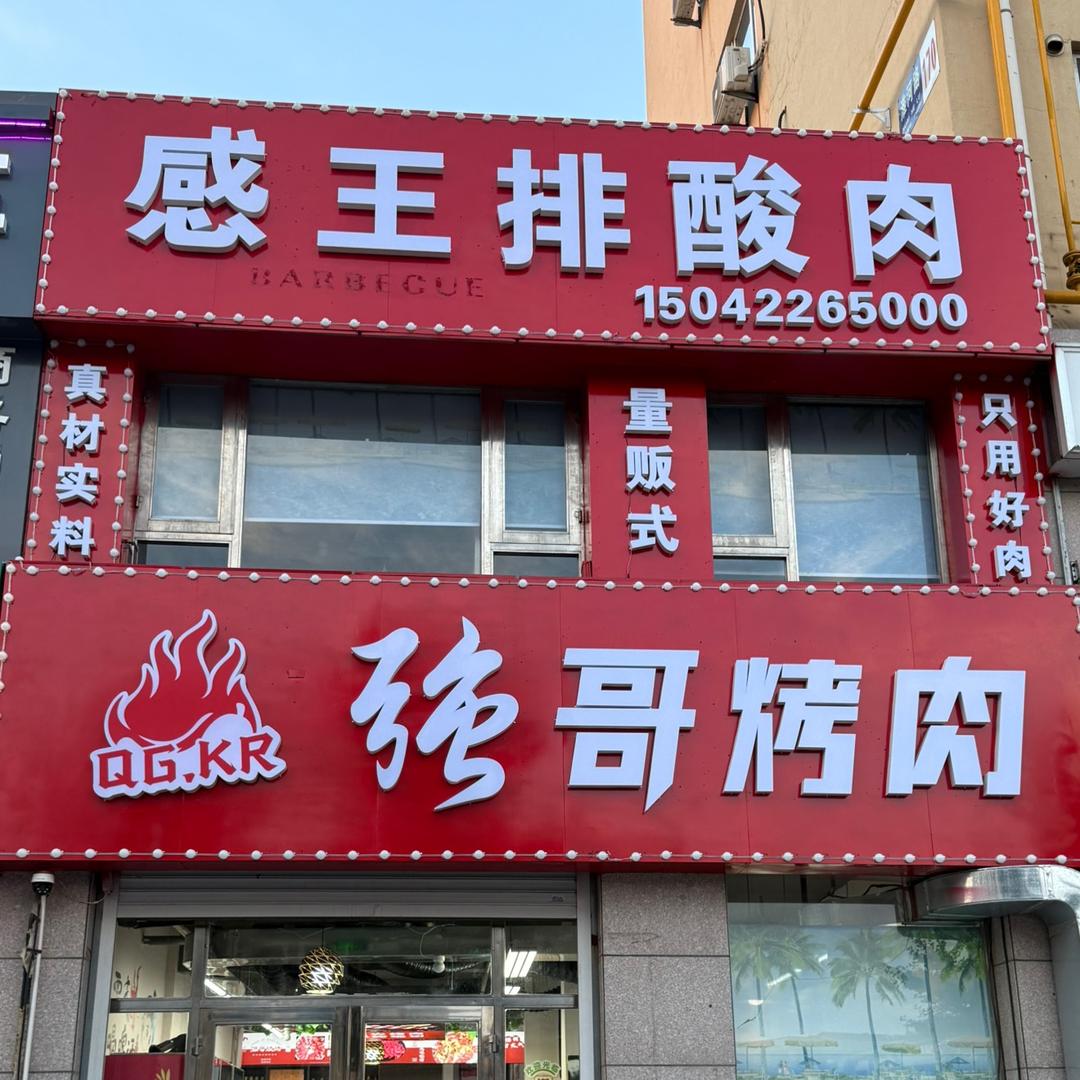 感王排酸肉
BARBECUE
15042265000
真材实料
量贩式
只用好肉
QG.KR
强哥烤肉
170